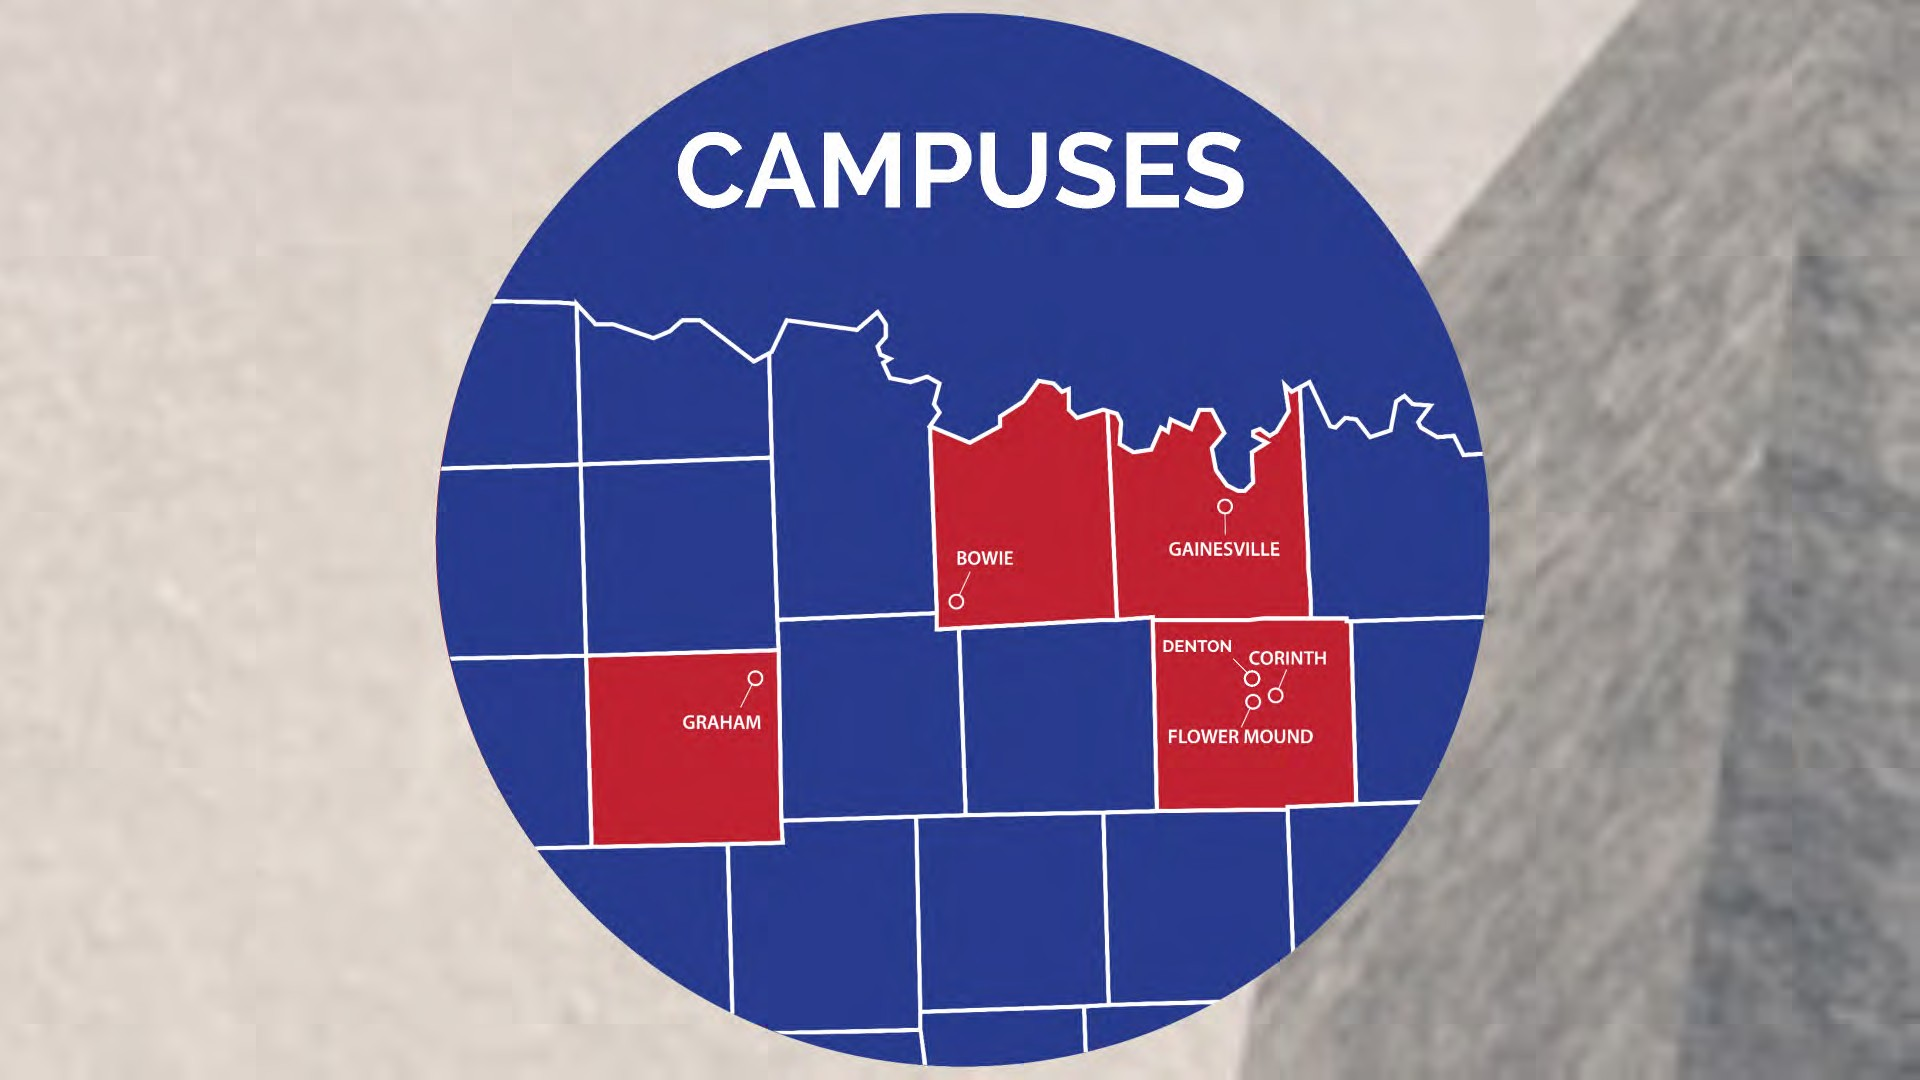 CAMPUSES
BOWIE
GAINESVILLE
DENTON
CORINTH
GRAHAM
FLOWER MOUND